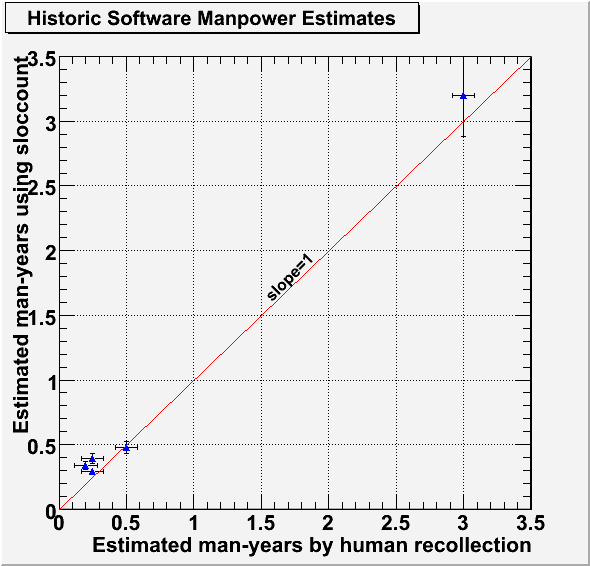 Historic Software Manpower Estimates
Estimated man-years using sloccount
3.5
3
2.5
2
1.5
1
0.5
0
slope=1
0 0.5 1 1.5 2 2.5 3 3.5
Estimated man-years by human recollection